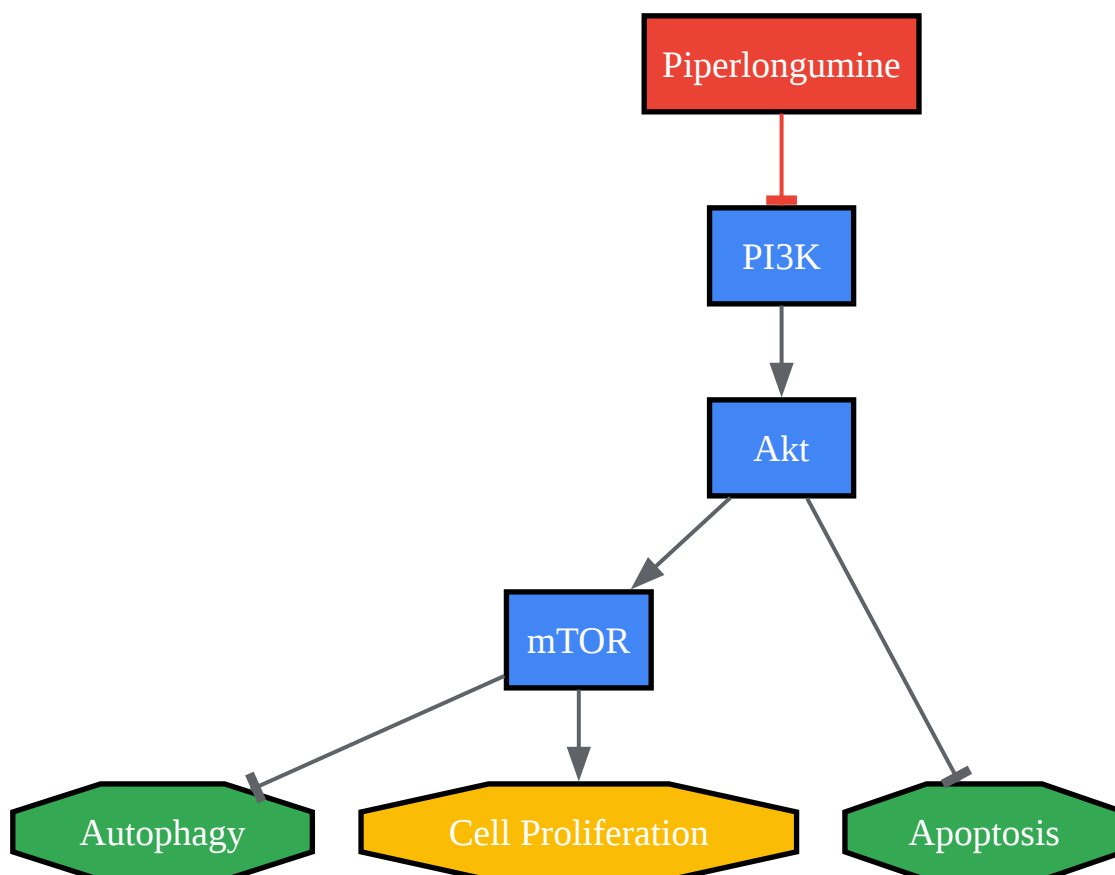 Piperlongumine
PI3K
Akt
mTOR
Autophagy
Cell Proliferation
Apoptosis